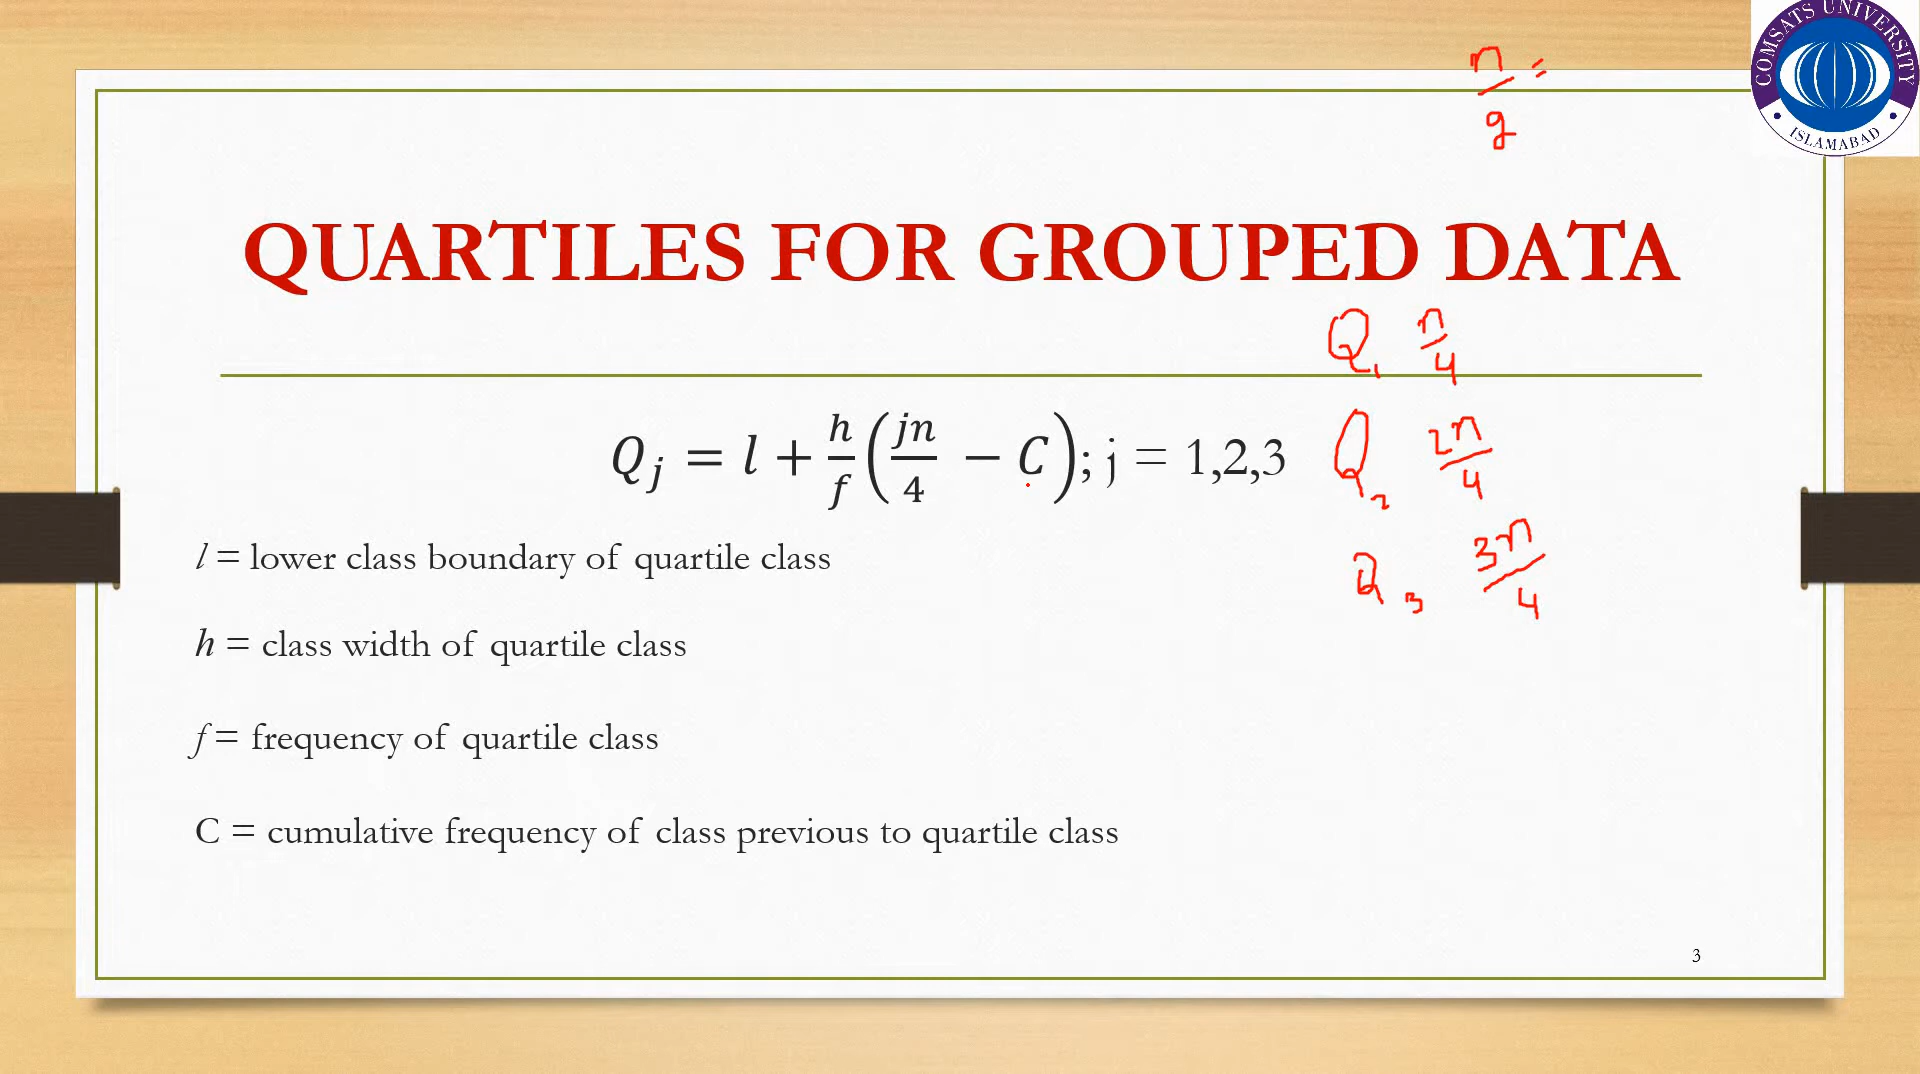 COMSATS UNIVERSITY
ISLAMABAD
n/2 =
QUARTILES FOR GROUPED DATA
Q₁ n/4
Q_j = l + h/f (jn/4 − C); j = 1,2,3
Q₂ 2n/4
Q₃ 3n/4
l = lower class boundary of quartile class
h = class width of quartile class
f = frequency of quartile class
C = cumulative frequency of class previous to quartile class
3